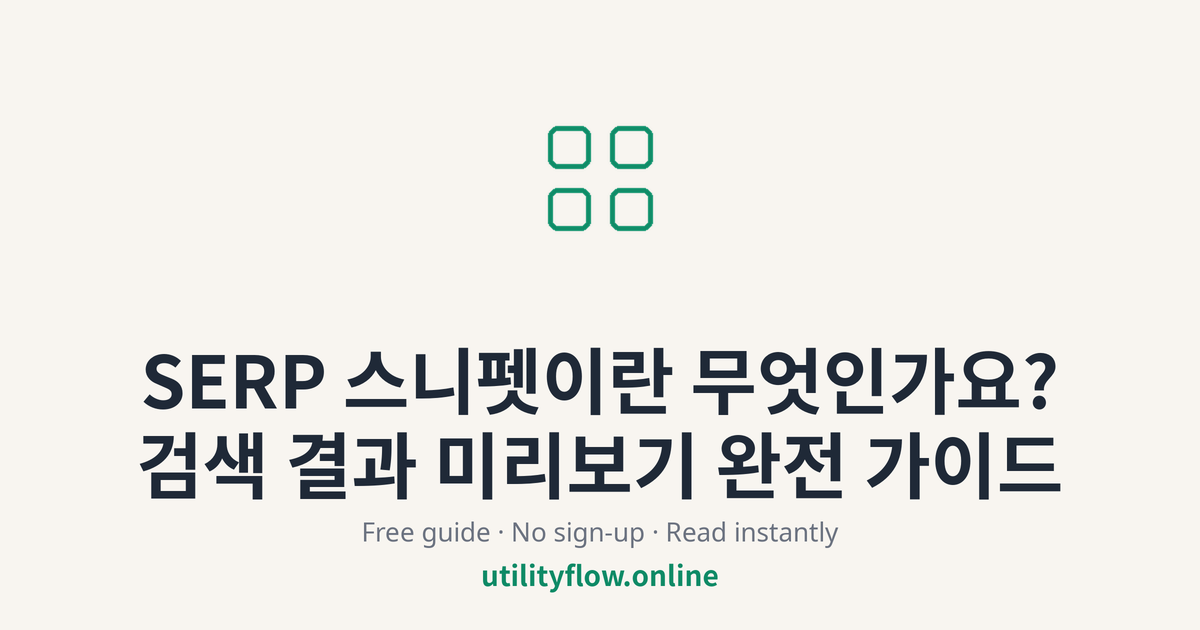 SERP 스니펫이란 무엇인가요?
검색 결과 미리보기 완전 가이드
Free guide · No sign-up · Read instantly
utilityflow.online